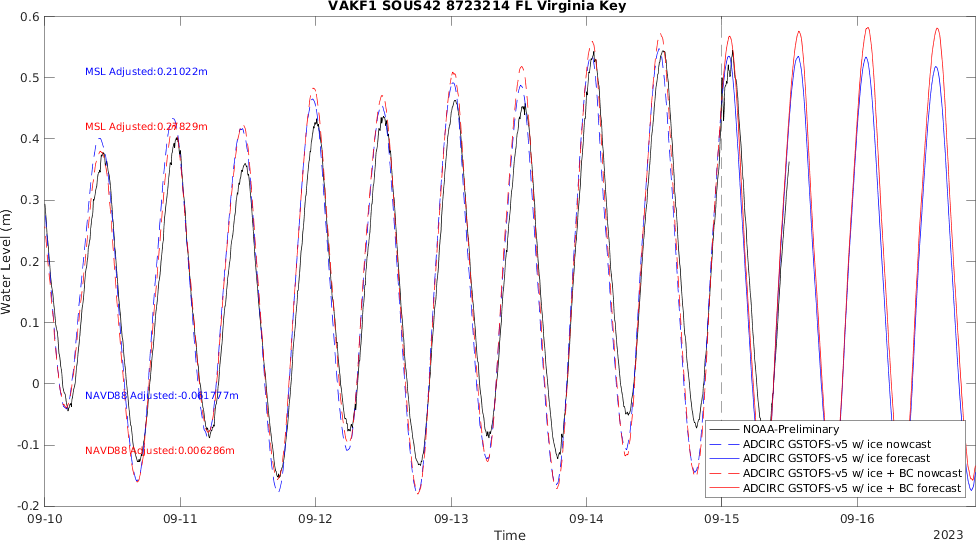 VAKF1 SOUS42 8723214 FL Virginia Key
0.6
0.5
0.4
0.3
0.2
0.1
0
-0.1
-0.2
Water Level (m)
MSL Adjusted:0.21022m
MSL Adjusted:0.27829m
NAVD88 Adjusted:-0.061777m
NAVD88 Adjusted:0.006286m
NOAA-Preliminary
ADCIRC GSTOFS-v5 w/ ice nowcast
ADCIRC GSTOFS-v5 w/ ice forecast
ADCIRC GSTOFS-v5 w/ ice + BC nowcast
ADCIRC GSTOFS-v5 w/ ice + BC forecast
09-10 09-11 09-12 09-13 09-14 09-15 09-16
Time
2023